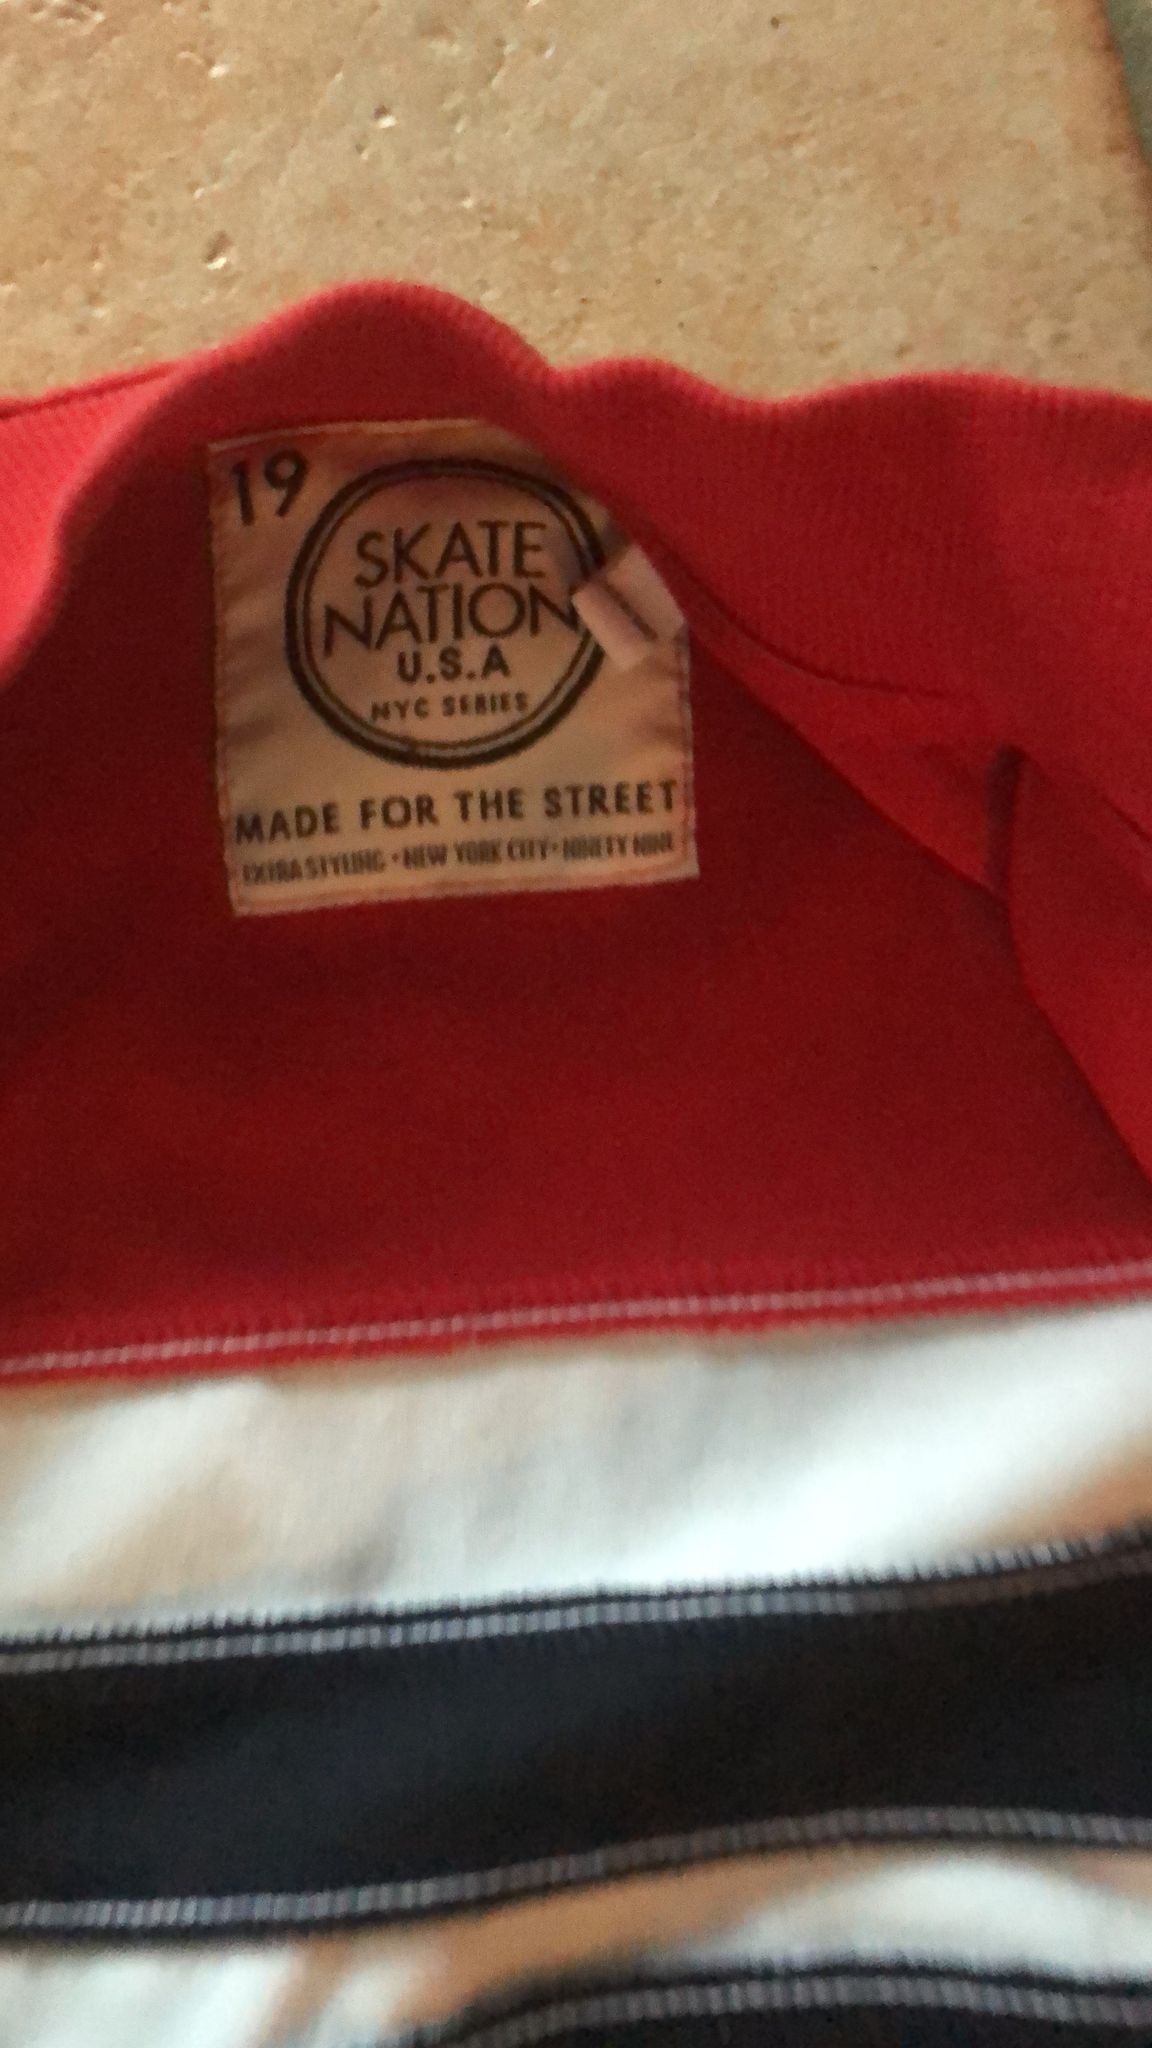 19
SKATE
NATION
U.S.A
NYC SERIES
MADE FOR THE STREET
EXTRA STYLING • NEW YORK CITY • NINETY NINE